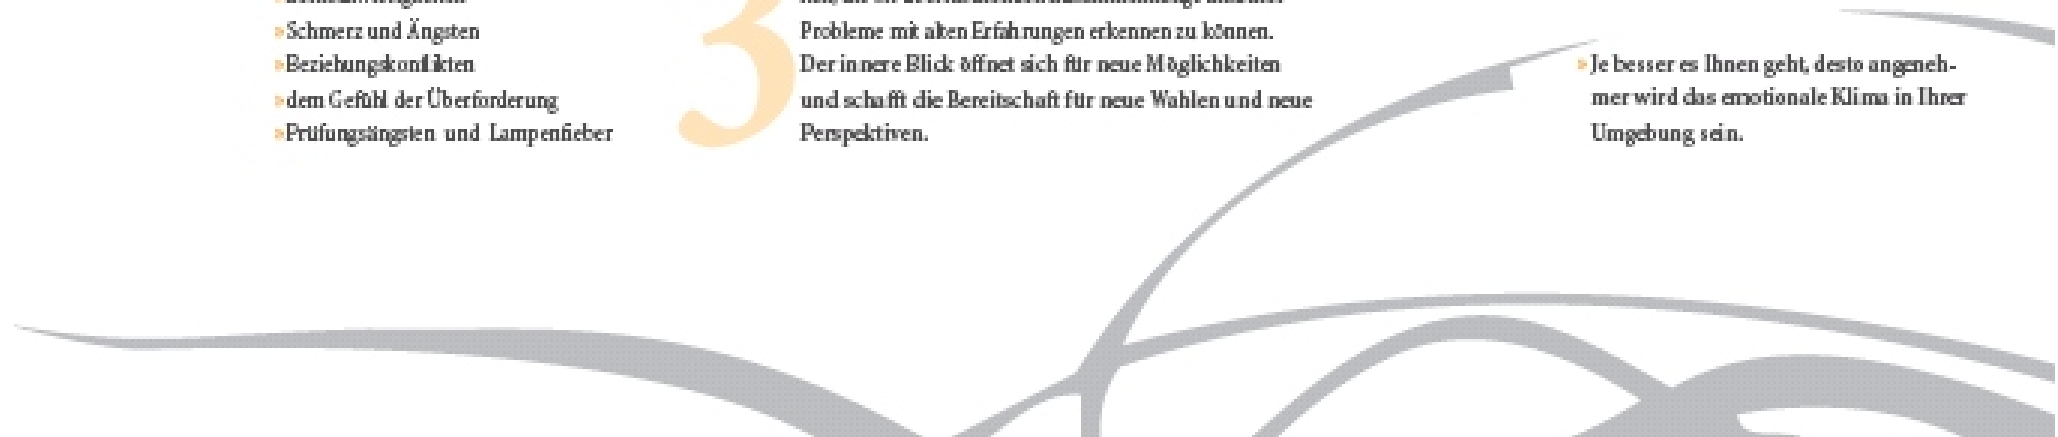 »Schmerz und Ängsten
»Beziehungskonflikten
»dem Gefühl der Überforderung
»Prüfungsängsten und Lampenfieber
3
Probleme mit alten Erfahrungen erkennen zu können.
Der innere Blick öffnet sich für neue Möglichkeiten
und schafft die Bereitschaft für neue Wahlen und neue
Perspektiven.
»Je besser es Ihnen geht, desto angeneh-
mer wird das emotionale Klima in Ihrer
Umgebung sein.